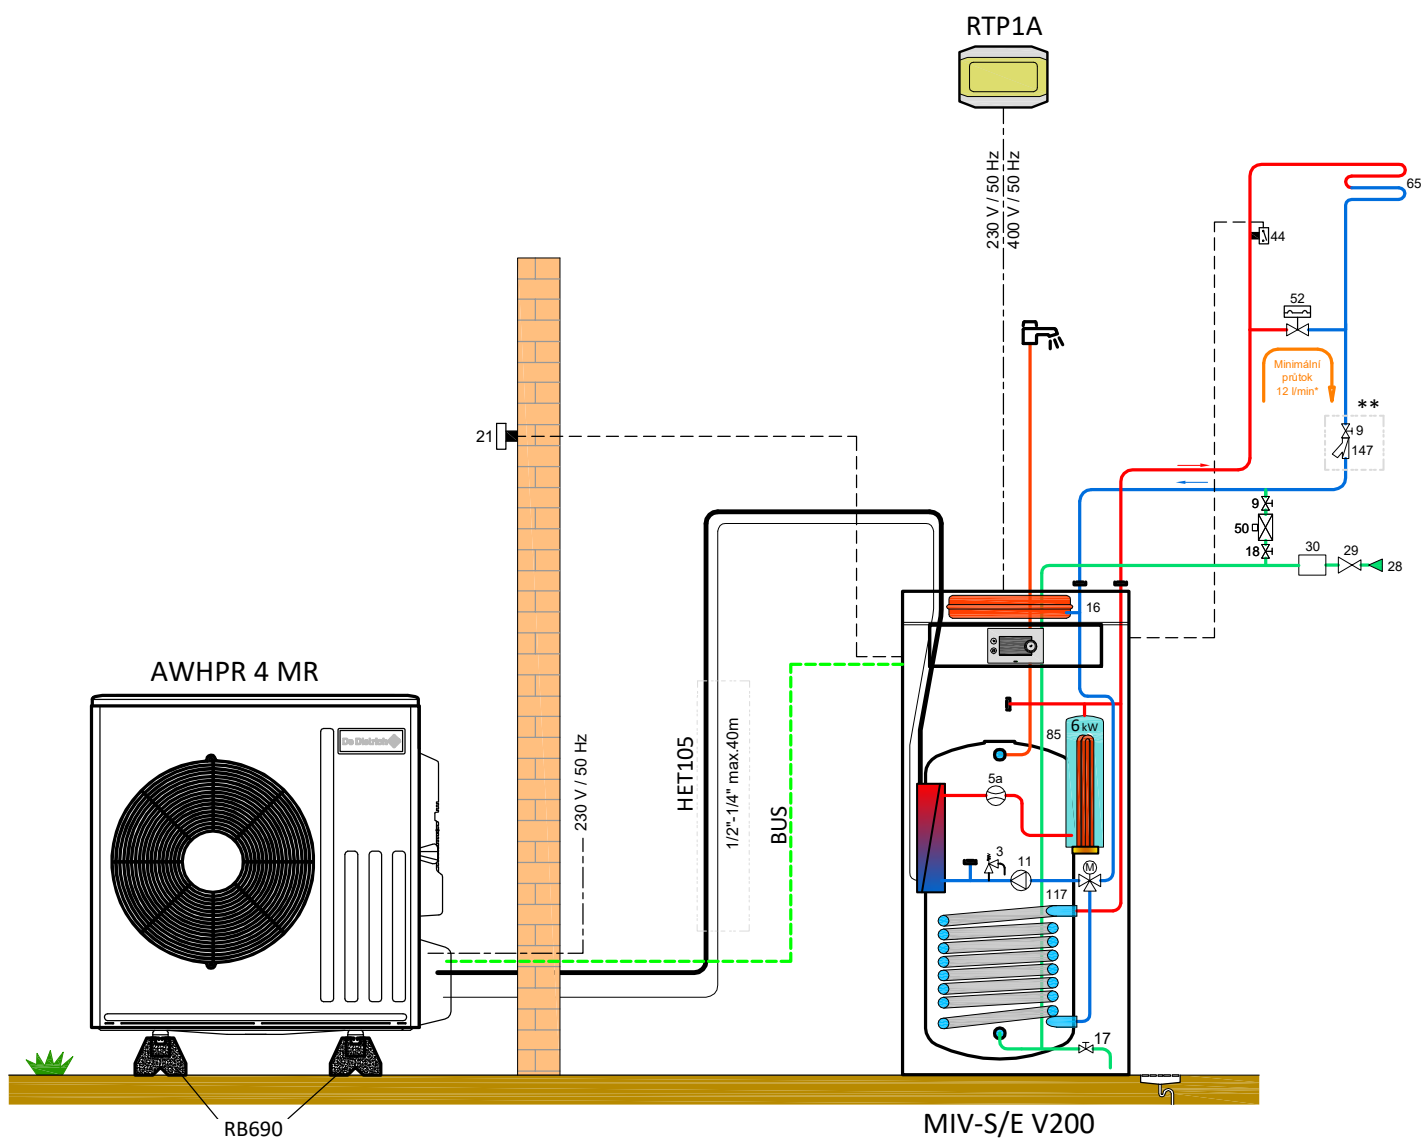 RTP1A
230 V / 50 Hz
400 V / 50 Hz
65
44
52
Minimální
průtok
12 l/min*
**
9
147
21
9
50
18
30
29
28
16
AWHPR 4 MR
De Dietrich
230 V / 50 Hz
HET105
1/2"-1/4" max.40m
BUS
6 kW
85
5a
3
11
M
117
17
RB690
MIV-S/E V200